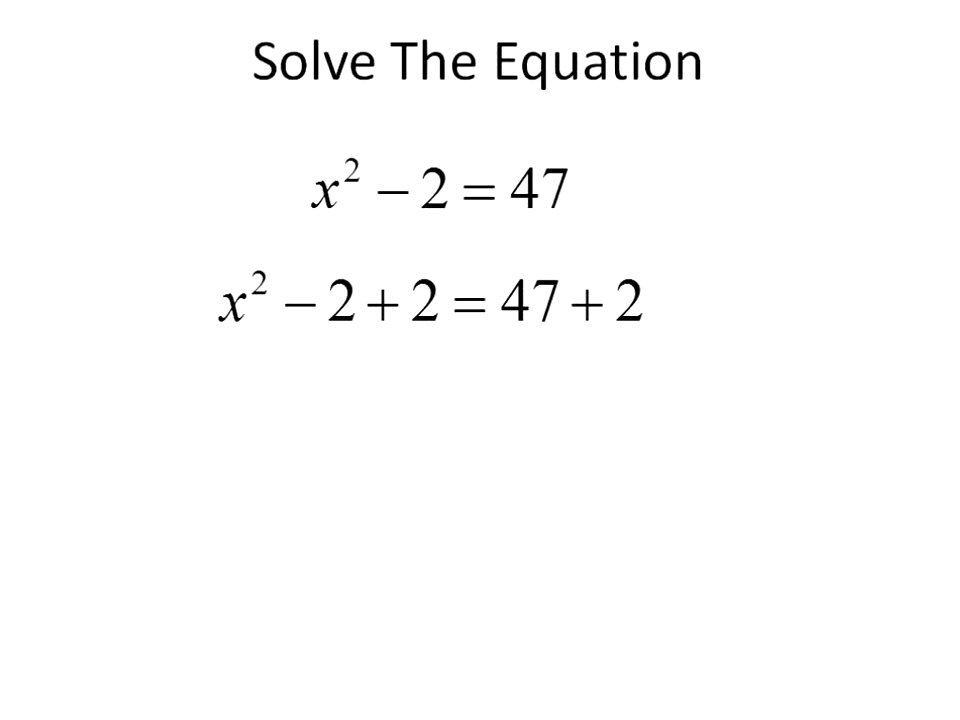 Solve The Equation
x² − 2 = 47
x² − 2 + 2 = 47 + 2